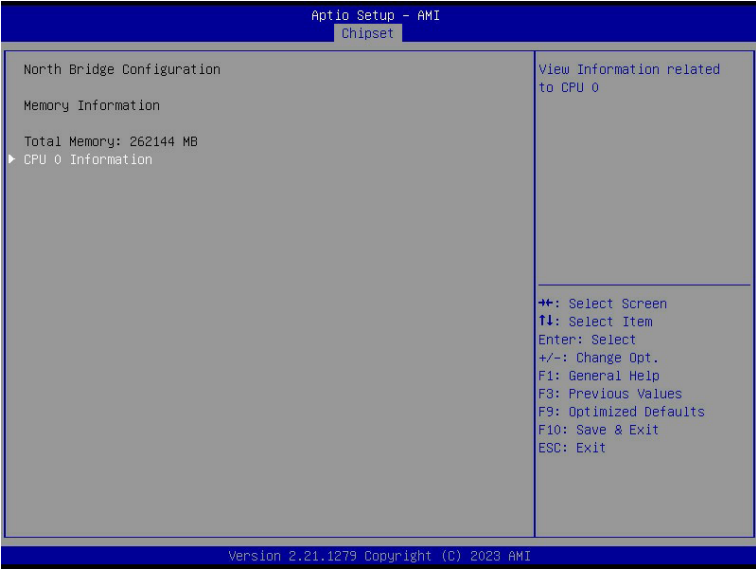 Aptio Setup – AMI
Chipset
North Bridge Configuration
Memory Information
Total Memory: 262144 MB
CPU 0 Information
View Information related
to CPU 0
→←: Select Screen
↑↓: Select Item
Enter: Select
+/-: Change Opt.
F1: General Help
F3: Previous Values
F9: Optimized Defaults
F10: Save & Exit
ESC: Exit
Version 2.21.1279 Copyright (C) 2023 AMI